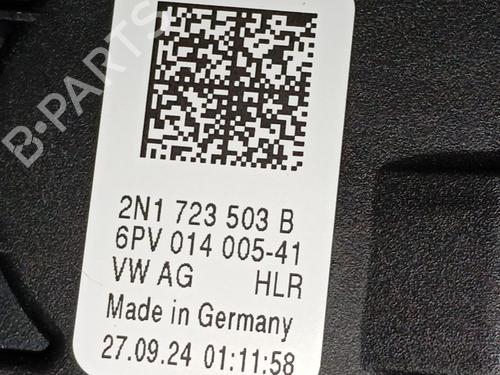 B-PARTS
2N1 723 503 B
6PV 014 005-41
VW AG HLR
Made in Germany
27.09.24 01:11:58